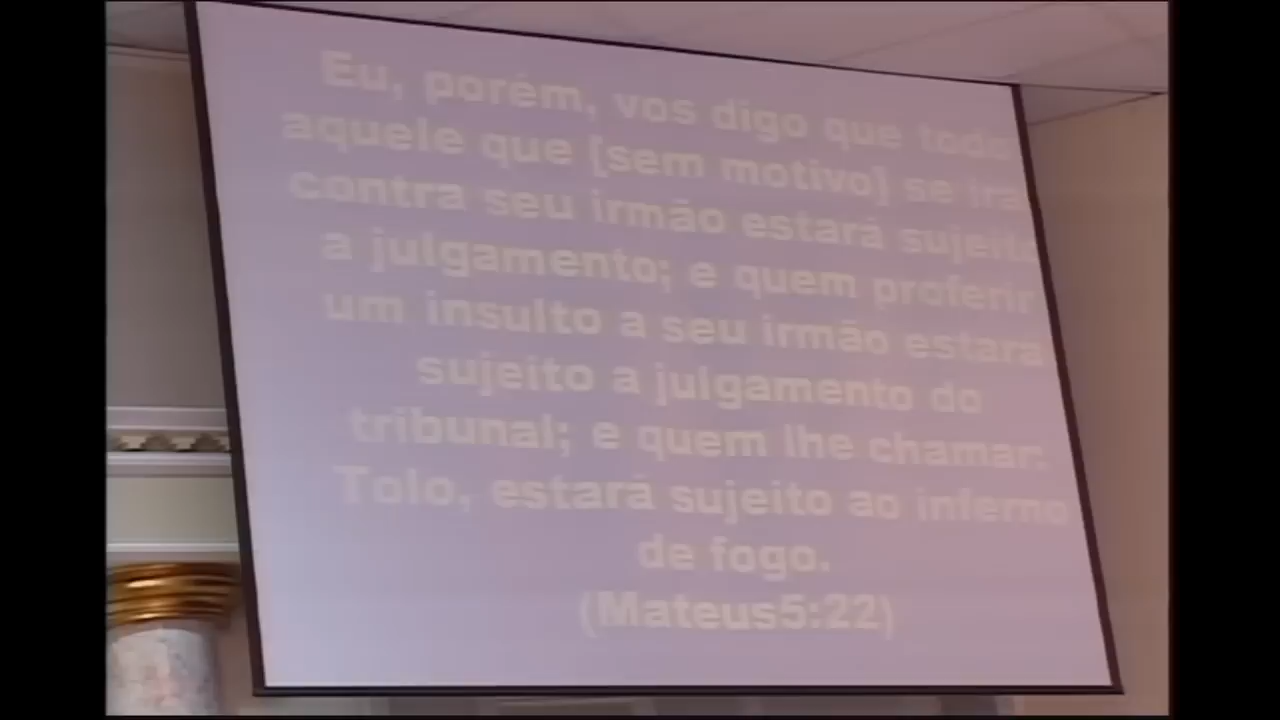 Eu, porém, vos digo que todo
aquele que [sem motivo] se ira
contra seu irmão estará sujeito
a julgamento; e quem proferir
um insulto a seu irmão estará
sujeito a julgamento do
tribunal; e quem lhe chamar:
Tolo, estará sujeito ao inferno
de fogo.
(Mateus5:22)